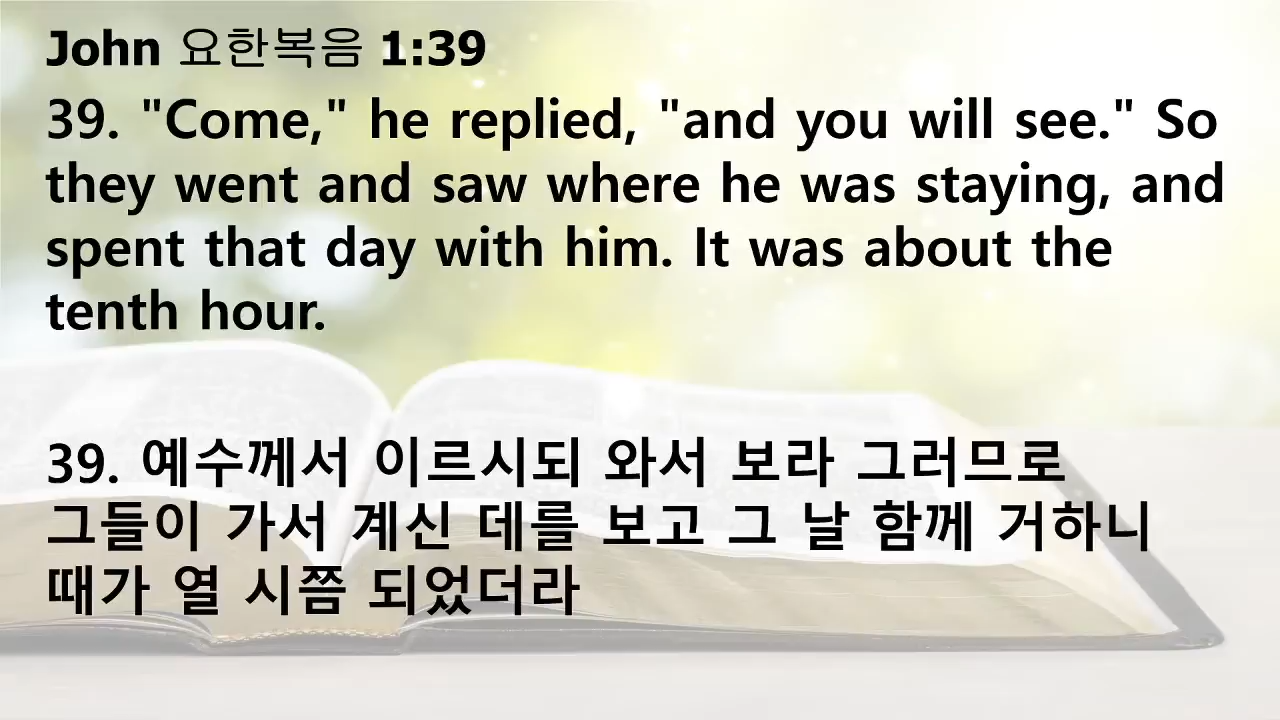 John 요한복음 1:39
39. "Come," he replied, "and you will see." So
they went and saw where he was staying, and
spent that day with him. It was about the
tenth hour.
39. 예수께서 이르시되 와서 보라 그러므로
그들이 가서 계신 데를 보고 그 날 함께 거하니
때가 열 시쯤 되었더라